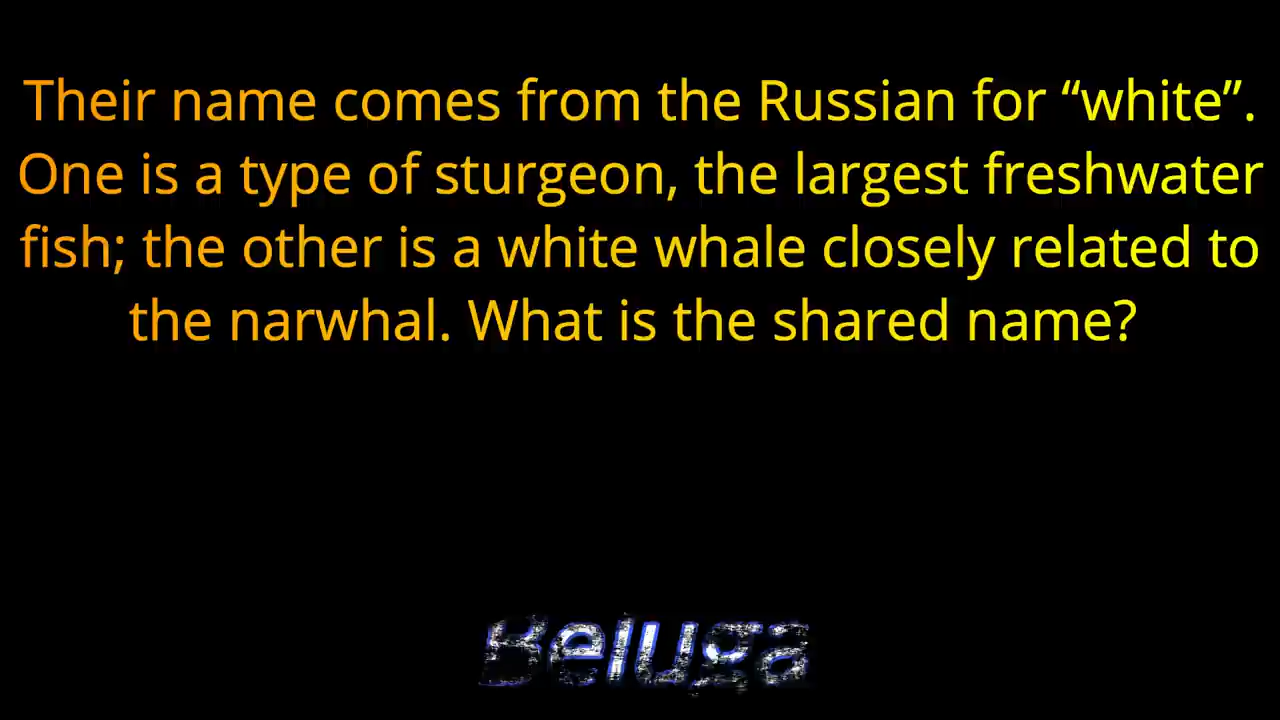 Their name comes from the Russian for “white”.
One is a type of sturgeon, the largest freshwater
fish; the other is a white whale closely related to
the narwhal. What is the shared name?
Beluga